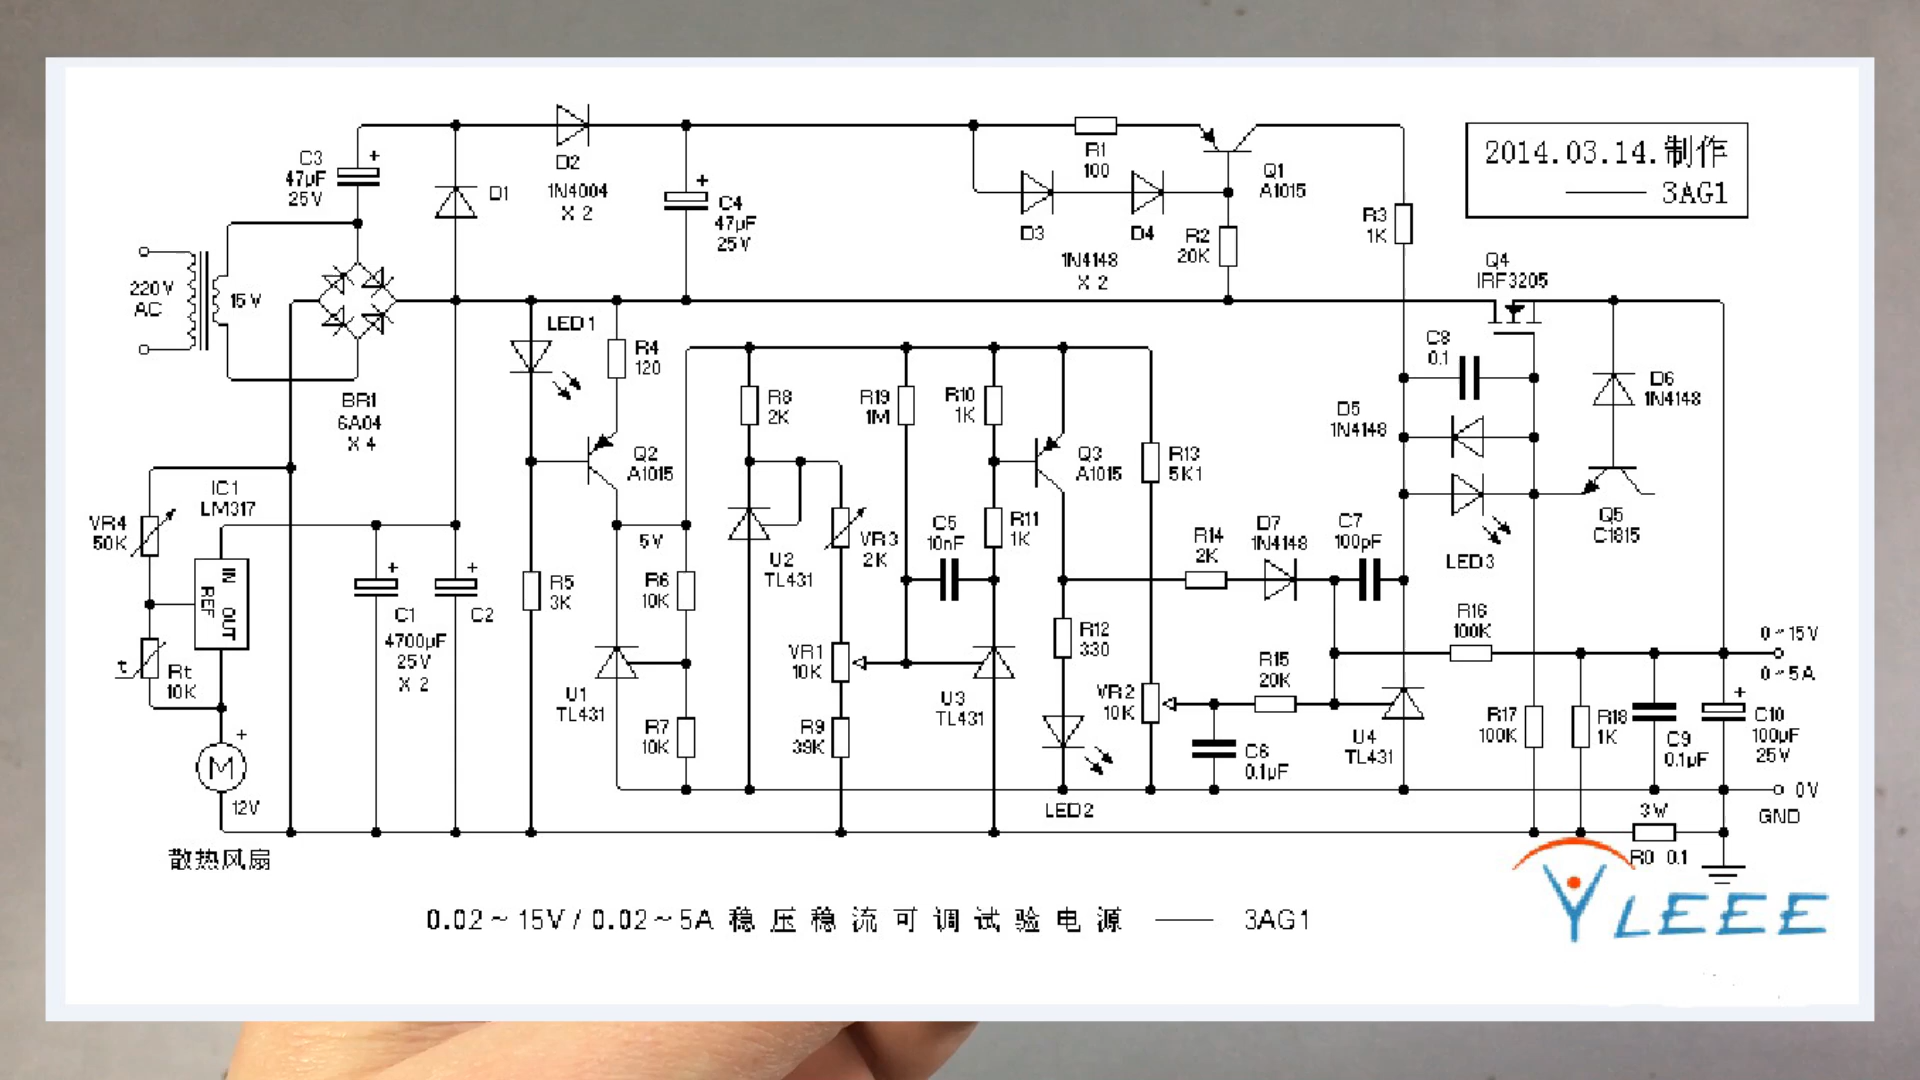 C3
47μF
25V
D2
1N4004
X 2
D1
C4
47μF
25V
R1
100
Q1
A1015
D3
D4
R2
20K
1N4148
X 2
R3
1K
2014.03.14.制作
—— 3AG1
Q4
IRF3205
220V
AC
15V
BR1
6A04
X 4
LED1
R4
120
Q2
A1015
5V
R8
2K
R19
1M
R10
1K
Q3
A1015
R13
5K1
C8
0.1
D5
1N4148
D6
1N4148
Q5
C1815
LED3
VR4
50K
IC1
LM317
IN
REF
OUT
t
Rt
10K
C1
4700μF
25V
X 2
C2
R5
3K
R6
10K
U2
TL431
VR3
2K
C5
10nF
R11
1K
R14
2K
D7
1N4148
C7
100pF
R16
100K
0~15V
0~5A
U1
TL431
R7
10K
VR1
10K
R9
39K
U3
TL431
R12
330
LED2
VR2
10K
R15
20K
C6
0.1μF
U4
TL431
R17
100K
R18
1K
C9
0.1μF
C10
100μF
25V
M
12V
散热风扇
0V
GND
3W
R0 0.1
0.02~15V/0.02~5A 稳压稳流可调试验电源 —— 3AG1
YLEEE